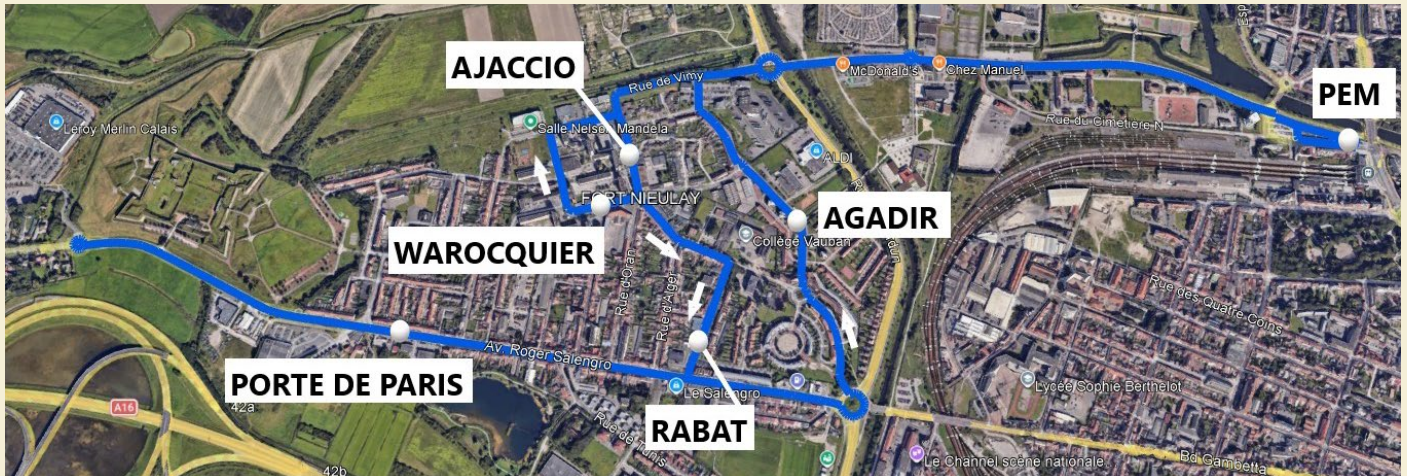 AJACCIO
PEM
Rue de Vimy
McDonald's
Chez Manuel
Leroy Merlin Calais
Salle Nelson Mandela
Rue du Cimetière N
ALDI
FORT NIEULAY
AGADIR
WAROCQUIER
Collège Vauban
Rue d'Oran
Rue d'Alger
Rue des Quatre Coins
Av. Roger Salengro
PORTE DE PARIS
Le Salengro
Lycée Sophie Berthelot
A16
42a
RABAT
Rue de Tunis
Bd Gambetta
Le Channel scène nationale
42b